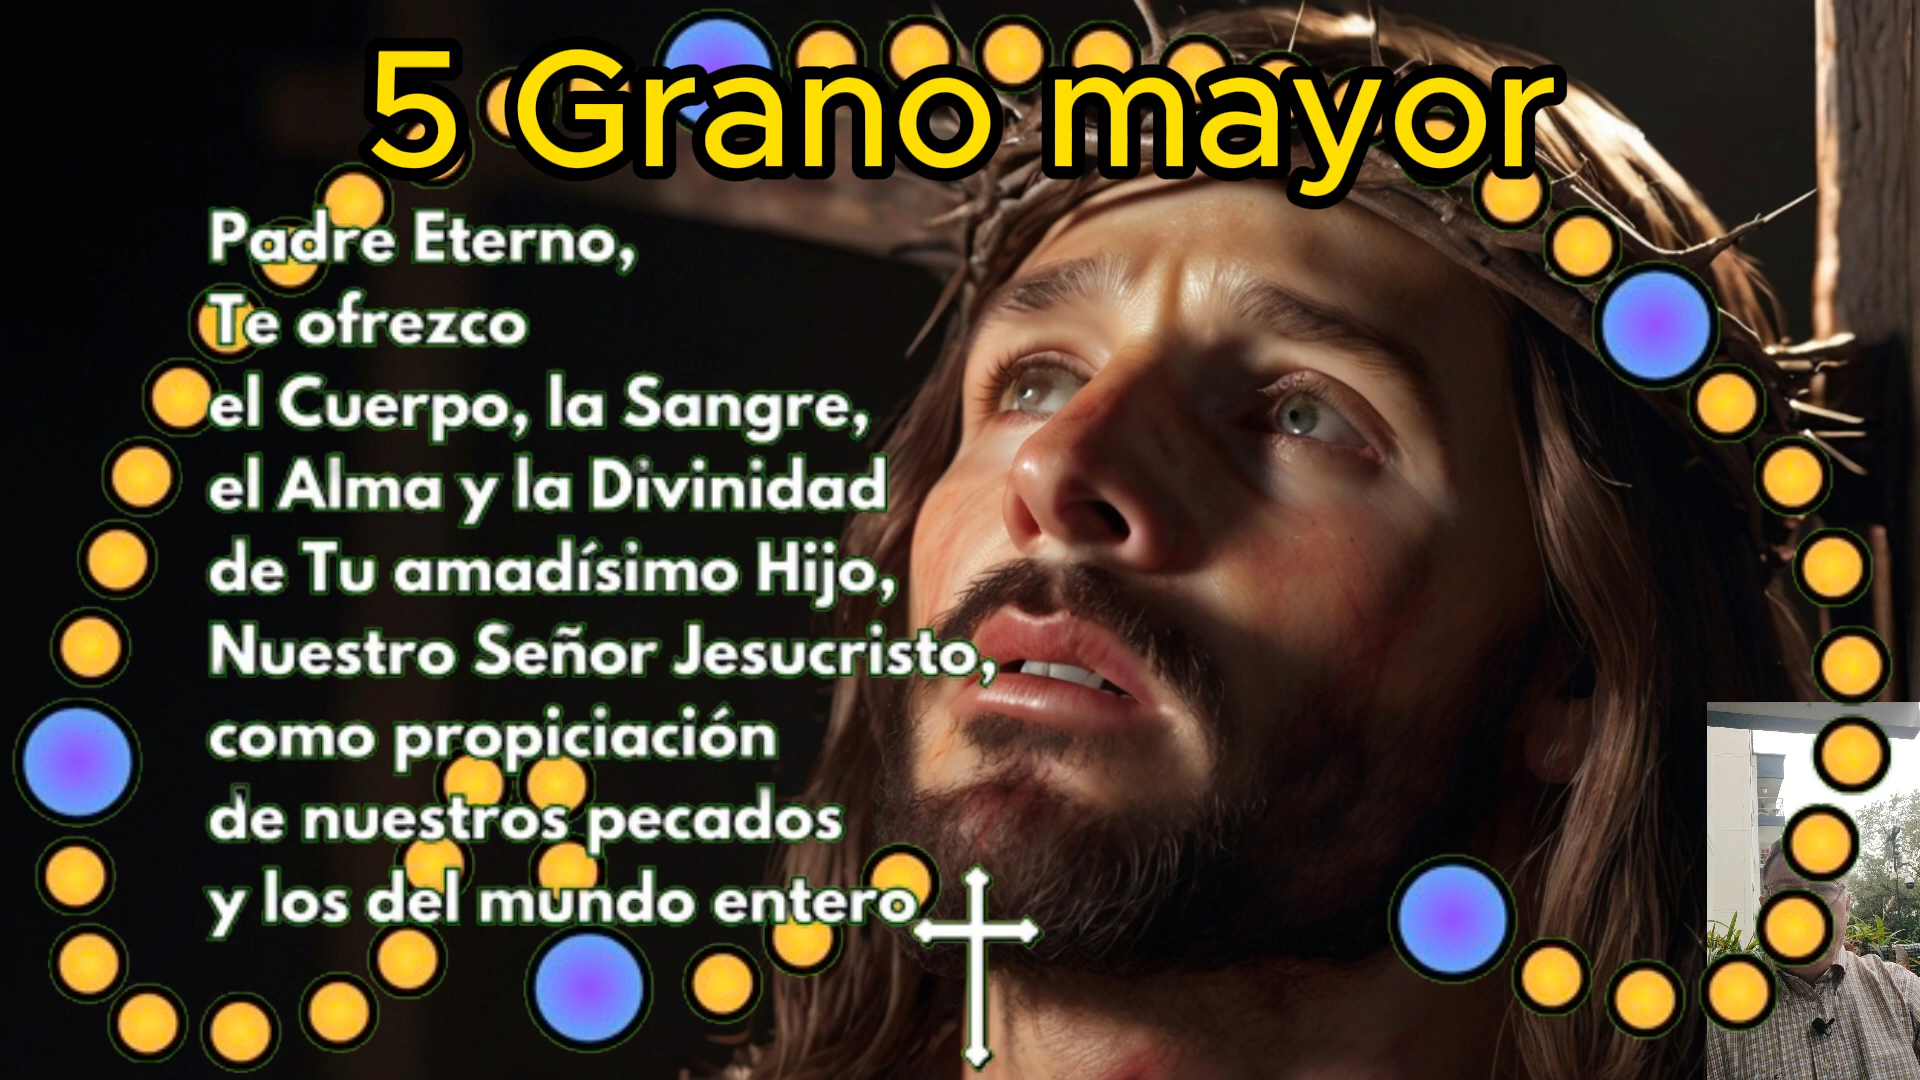 5 Grano mayor
Padre Eterno,
Te ofrezco
el Cuerpo, la Sangre,
el Alma y la Divinidad
de Tu amadísimo Hijo,
Nuestro Señor Jesucristo,
como propiciación
de nuestros pecados
y los del mundo entero